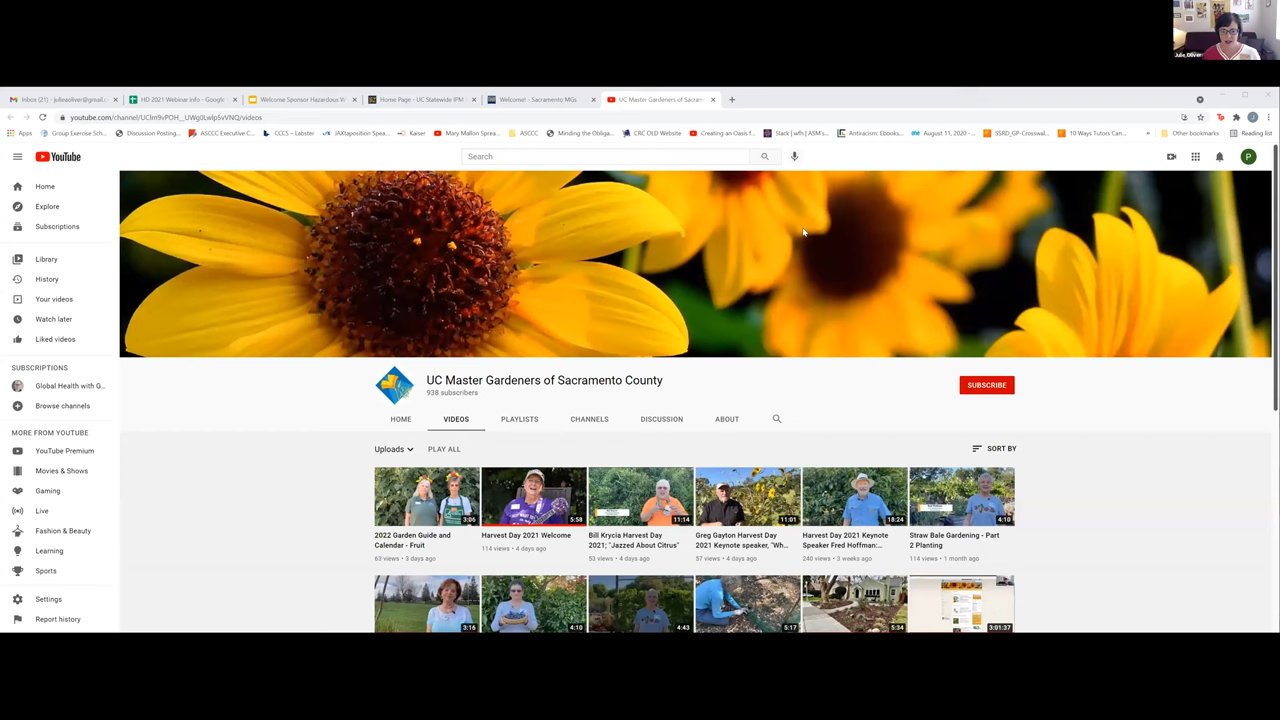 Julie Oliver
Inbox (21) - julieaoliver@gmail.c
HD 2021 Webinar info - Google
Welcome Sponsor Hazardous W
Home Page - UC Statewide IPM
Welcome! - Sacramento MGs
UC Master Gardeners of Sacram
Apps
Group Exercise Sch...
Discussion Posting...
ASCCC Executive C...
CCCS – Labster
JAXtaposition Spea...
Kaiser
Mary Mallon Sprea...
ASCCC
Minding the Obliga...
CRC OLD Website
Creating an Oasis f...
Slack | wfh | ASM's...
Antiracism: Ebooks...
August 11, 2020 -...
SSRD_GP-Crosswal...
10 Ways Tutors Can...
»
Other bookmarks
Reading list
YouTube
Search
P
Home
Explore
Subscriptions
Library
History
Your videos
Watch later
Liked videos
SUBSCRIPTIONS
Global Health with G...
Browse channels
MORE FROM YOUTUBE
YouTube Premium
Movies & Shows
Gaming
Live
Fashion & Beauty
Learning
Sports
Settings
Report history
UC Master Gardeners of Sacramento County
938 subscribers
SUBSCRIBE
HOME
VIDEOS
PLAYLISTS
CHANNELS
DISCUSSION
ABOUT
Uploads
PLAY ALL
SORT BY
3:06
5:58
11:14
11:01
18:24
4:10
2022 Garden Guide and
Calendar - Fruit
63 views • 3 days ago
Harvest Day 2021 Welcome
114 views • 4 days ago
Bill Krycia Harvest Day
2021; "Jazzed About Citrus"
53 views • 4 days ago
Greg Gayton Harvest Day
2021 Keynote speaker, "Wh...
57 views • 4 days ago
Harvest Day 2021 Keynote
Speaker Fred Hoffman:...
240 views • 3 weeks ago
Straw Bale Gardening - Part
2 Planting
114 views • 1 month ago
3:16
4:10
4:43
5:17
5:34
3:01:37